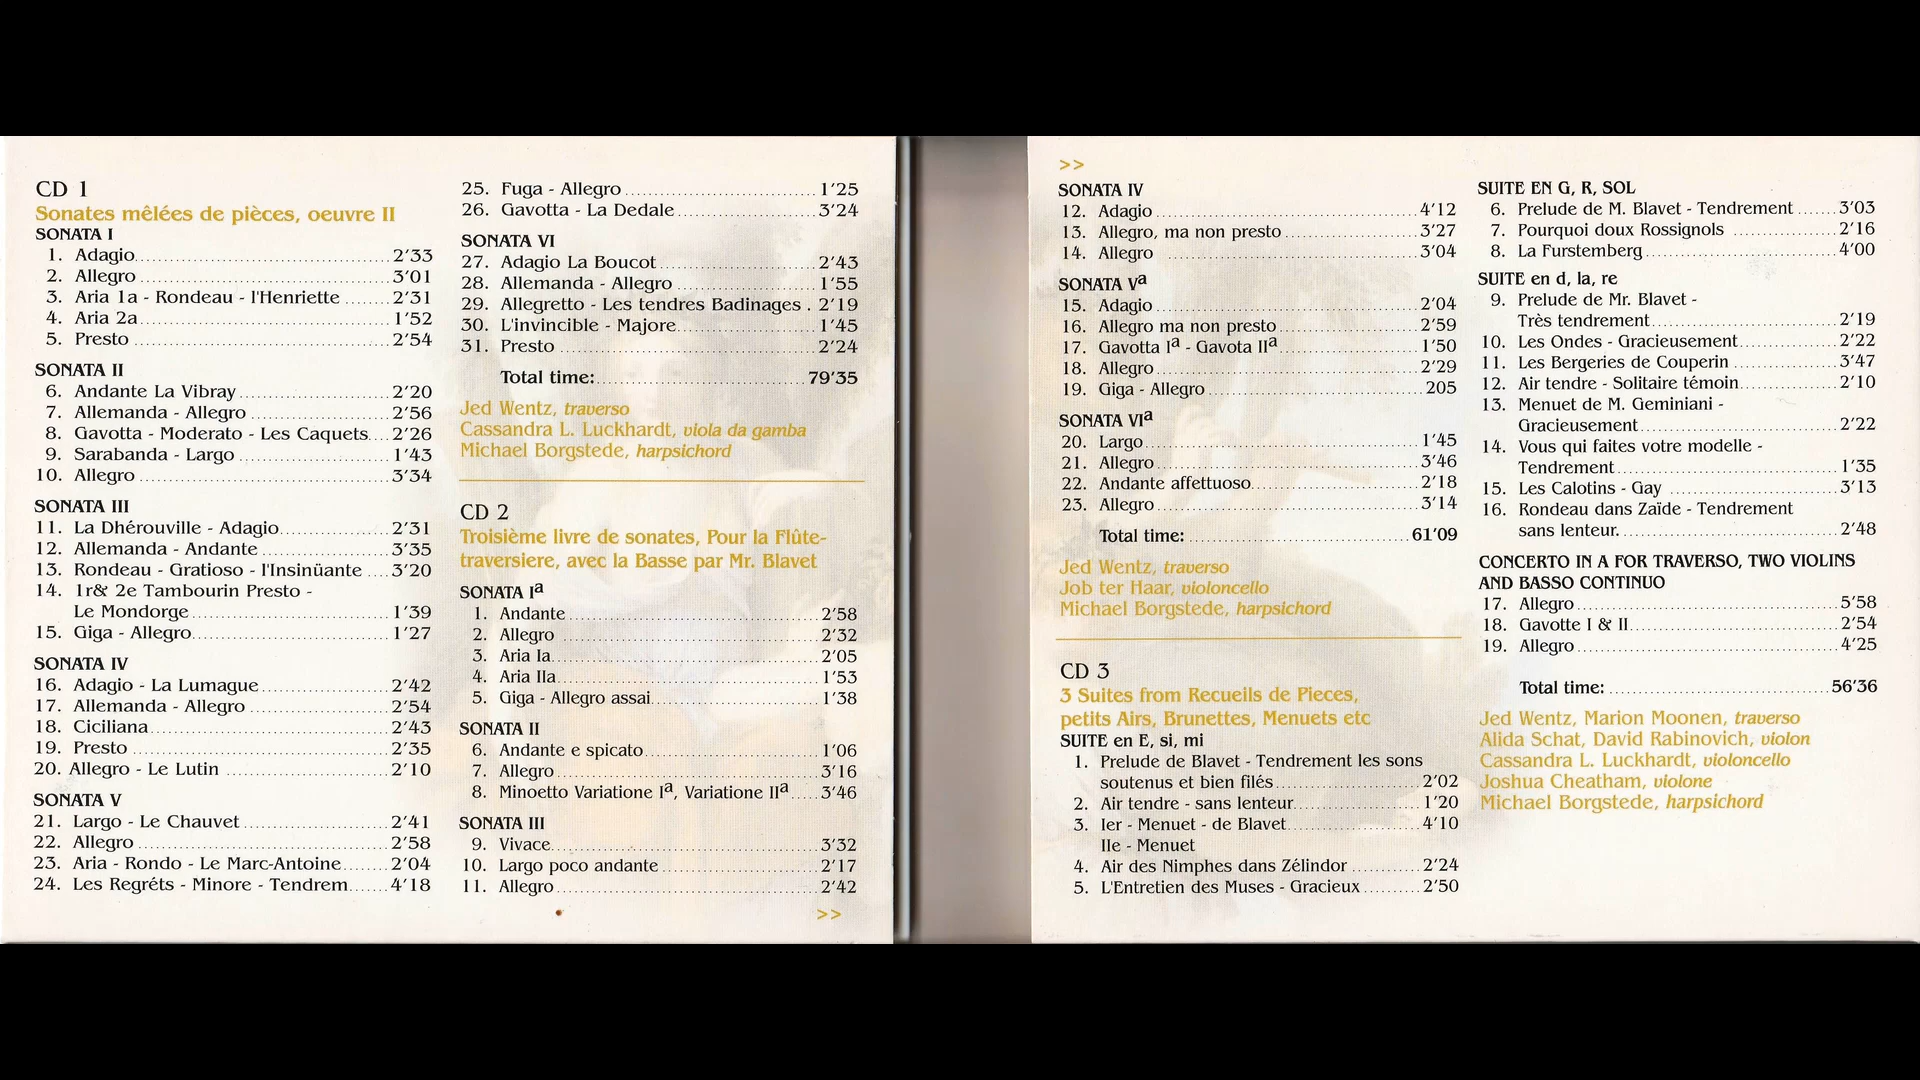 CD 1
Sonates mêlées de pièces, oeuvre II
SONATA I
1. Adagio 2’33
2. Allegro 3’01
3. Aria 1a - Rondeau - l'Henriette 2’31
4. Aria 2a 1’52
5. Presto 2’54
SONATA II
6. Andante La Vibray 2’20
7. Allemanda - Allegro 2’56
8. Gavotta - Moderato - Les Caquets 2’26
9. Sarabanda - Largo 1’43
10. Allegro 3’34
SONATA III
11. La Dhérouville - Adagio 2’31
12. Allemanda - Andante 3’35
13. Rondeau - Gratioso - l'Insinüante 3’20
14. 1r& 2e Tambourin Presto -
Le Mondorge 1’39
15. Giga - Allegro 1’27
SONATA IV
16. Adagio - La Lumague 2’42
17. Allemanda - Allegro 2’54
18. Ciciliana 2’43
19. Presto 2’35
20. Allegro - Le Lutin 2’10
SONATA V
21. Largo - Le Chauvet 2’41
22. Allegro 2’58
23. Aria - Rondo - Le Marc-Antoine 2’04
24. Les Regréts - Minore - Tendrem 4’18
25. Fuga - Allegro 1’25
26. Gavotta - La Dedale 3’24
SONATA VI
27. Adagio La Boucot 2’43
28. Allemanda - Allegro 1’55
29. Allegretto - Les tendres Badinages . 2’19
30. L'invincible - Majore 1’45
31. Presto 2’24
Total time: 79’35
Jed Wentz, traverso
Cassandra L. Luckhardt, viola da gamba
Michael Borgstede, harpsichord
CD 2
Troisième livre de sonates, Pour la Flûte-
traversiere, avec la Basse par Mr. Blavet
SONATA Iª
1. Andante 2’58
2. Allegro 2’32
3. Aria Ia 2’05
4. Aria IIa 1’53
5. Giga - Allegro assai 1’38
SONATA II
6. Andante e spicato 1’06
7. Allegro 3’16
8. Minoetto Variatione Iª, Variatione IIª 3’46
SONATA III
9. Vivace 3’32
10. Largo poco andante 2’17
11. Allegro 2’42
>>
>>
SONATA IV
12. Adagio 4’12
13. Allegro, ma non presto 3’27
14. Allegro 3’04
SONATA Vª
15. Adagio 2’04
16. Allegro ma non presto 2’59
17. Gavotta Iª - Gavota IIª 1’50
18. Allegro 2’29
19. Giga - Allegro 205
SONATA VIª
20. Largo 1’45
21. Allegro 3’46
22. Andante affettuoso 2’18
23. Allegro 3’14
Total time: 61’09
Jed Wentz, traverso
Job ter Haar, violoncello
Michael Borgstede, harpsichord
CD 3
3 Suites from Recueils de Pieces,
petits Airs, Brunettes, Menuets etc
SUITE en E, si, mi
1. Prelude de Blavet - Tendrement les sons
soutenus et bien filés 2’02
2. Air tendre - sans lenteur 1’20
3. Ier - Menuet - de Blavet 4’10
IIe - Menuet
4. Air des Nimphes dans Zélindor 2’24
5. L'Entretien des Muses - Gracieux 2’50
SUITE EN G, R, SOL
6. Prelude de M. Blavet - Tendrement 3’03
7. Pourquoi doux Rossignols 2’16
8. La Furstemberg 4’00
SUITE en d, la, re
9. Prelude de Mr. Blavet -
Très tendrement 2’19
10. Les Ondes - Gracieusement 2’22
11. Les Bergeries de Couperin 3’47
12. Air tendre - Solitaire témoin 2’10
13. Menuet de M. Geminiani -
Gracieusement 2’22
14. Vous qui faites votre modelle -
Tendrement 1’35
15. Les Calotins - Gay 3’13
16. Rondeau dans Zaïde - Tendrement
sans lenteur. 2’48
CONCERTO IN A FOR TRAVERSO, TWO VIOLINS
AND BASSO CONTINUO
17. Allegro 5’58
18. Gavotte I & II 2’54
19. Allegro 4’25
Total time: 56’36
Jed Wentz, Marion Moonen, traverso
Alida Schat, David Rabinovich, violon
Cassandra L. Luckhardt, violoncello
Joshua Cheatham, violone
Michael Borgstede, harpsichord